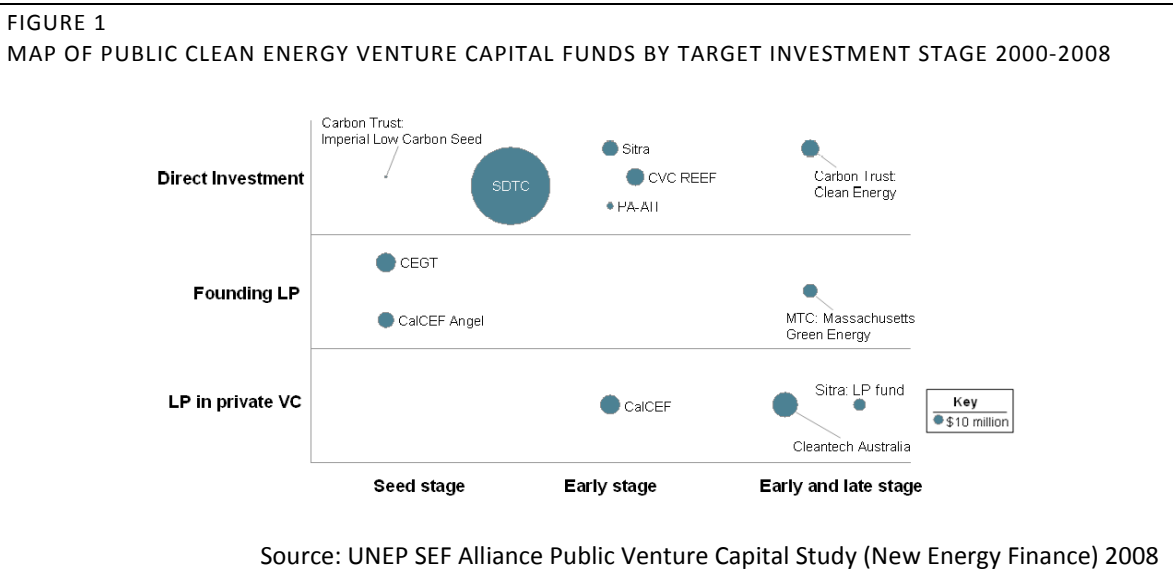 FIGURE 1
MAP OF PUBLIC CLEAN ENERGY VENTURE CAPITAL FUNDS BY TARGET INVESTMENT STAGE 2000-2008
Carbon Trust:
Imperial Low Carbon Seed
Direct Investment
SDTC
Sitra
CVC REEF
Carbon Trust:
Clean Energy
CEGT
Founding LP
CalCEF Angel
MTC: Massachusetts
Green Energy
LP in private VC
CalCEF
Sitra: LP fund
Cleantech Australia
Key
$10 million
Seed stage
Early stage
Early and late stage
Source: UNEP SEF Alliance Public Venture Capital Study (New Energy Finance) 2008